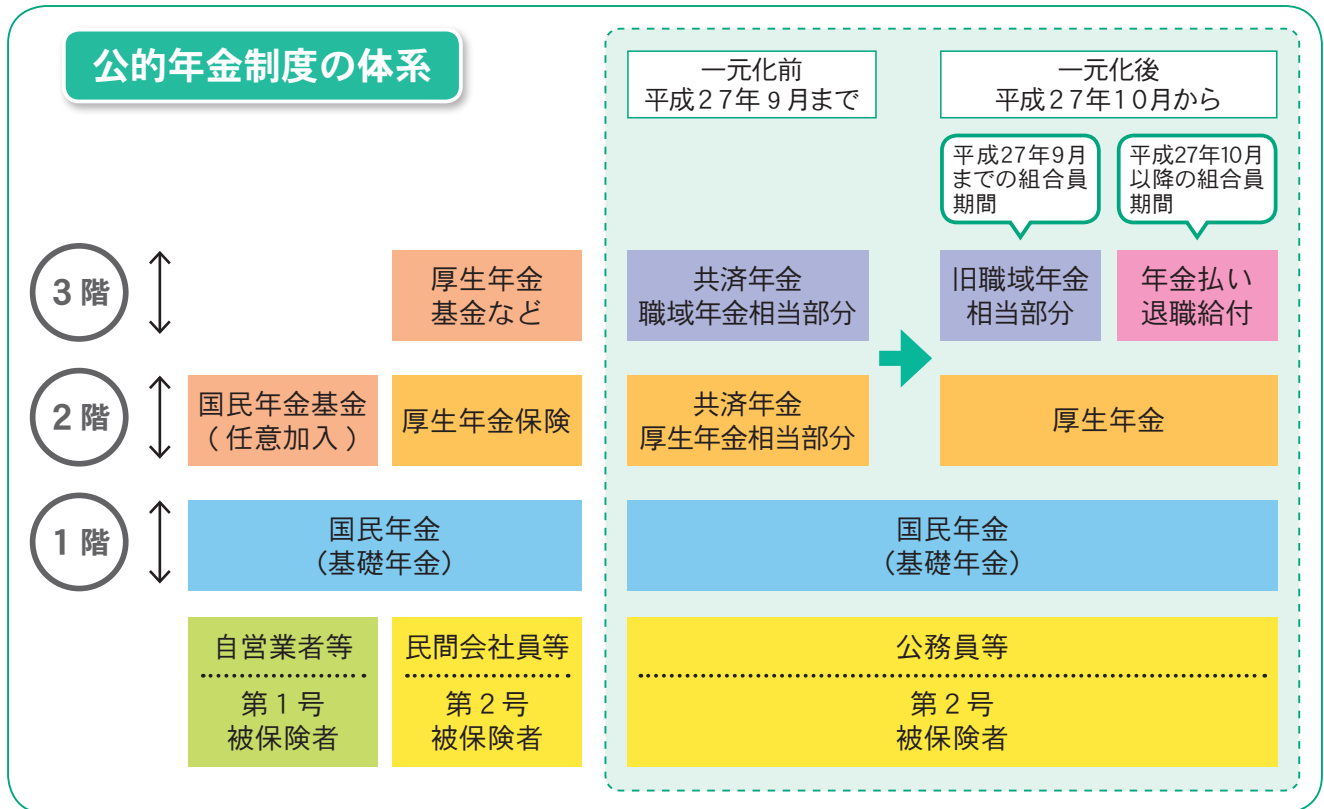 公的年金制度の体系
一元化前
平成27年9月まで
一元化後
平成27年10月から
平成27年9月
までの組合員
期間
平成27年10月
以降の組合員
期間
3階
厚生年金
基金など
共済年金
職域年金相当部分
旧職域年金
相当部分
年金払い
退職給付
2階
国民年金基金
(任意加入)
厚生年金保険
共済年金
厚生年金相当部分
厚生年金
1階
国民年金
(基礎年金)
国民年金
(基礎年金)
自営業者等
第1号
被保険者
民間会社員等
第2号
被保険者
公務員等
第2号
被保険者